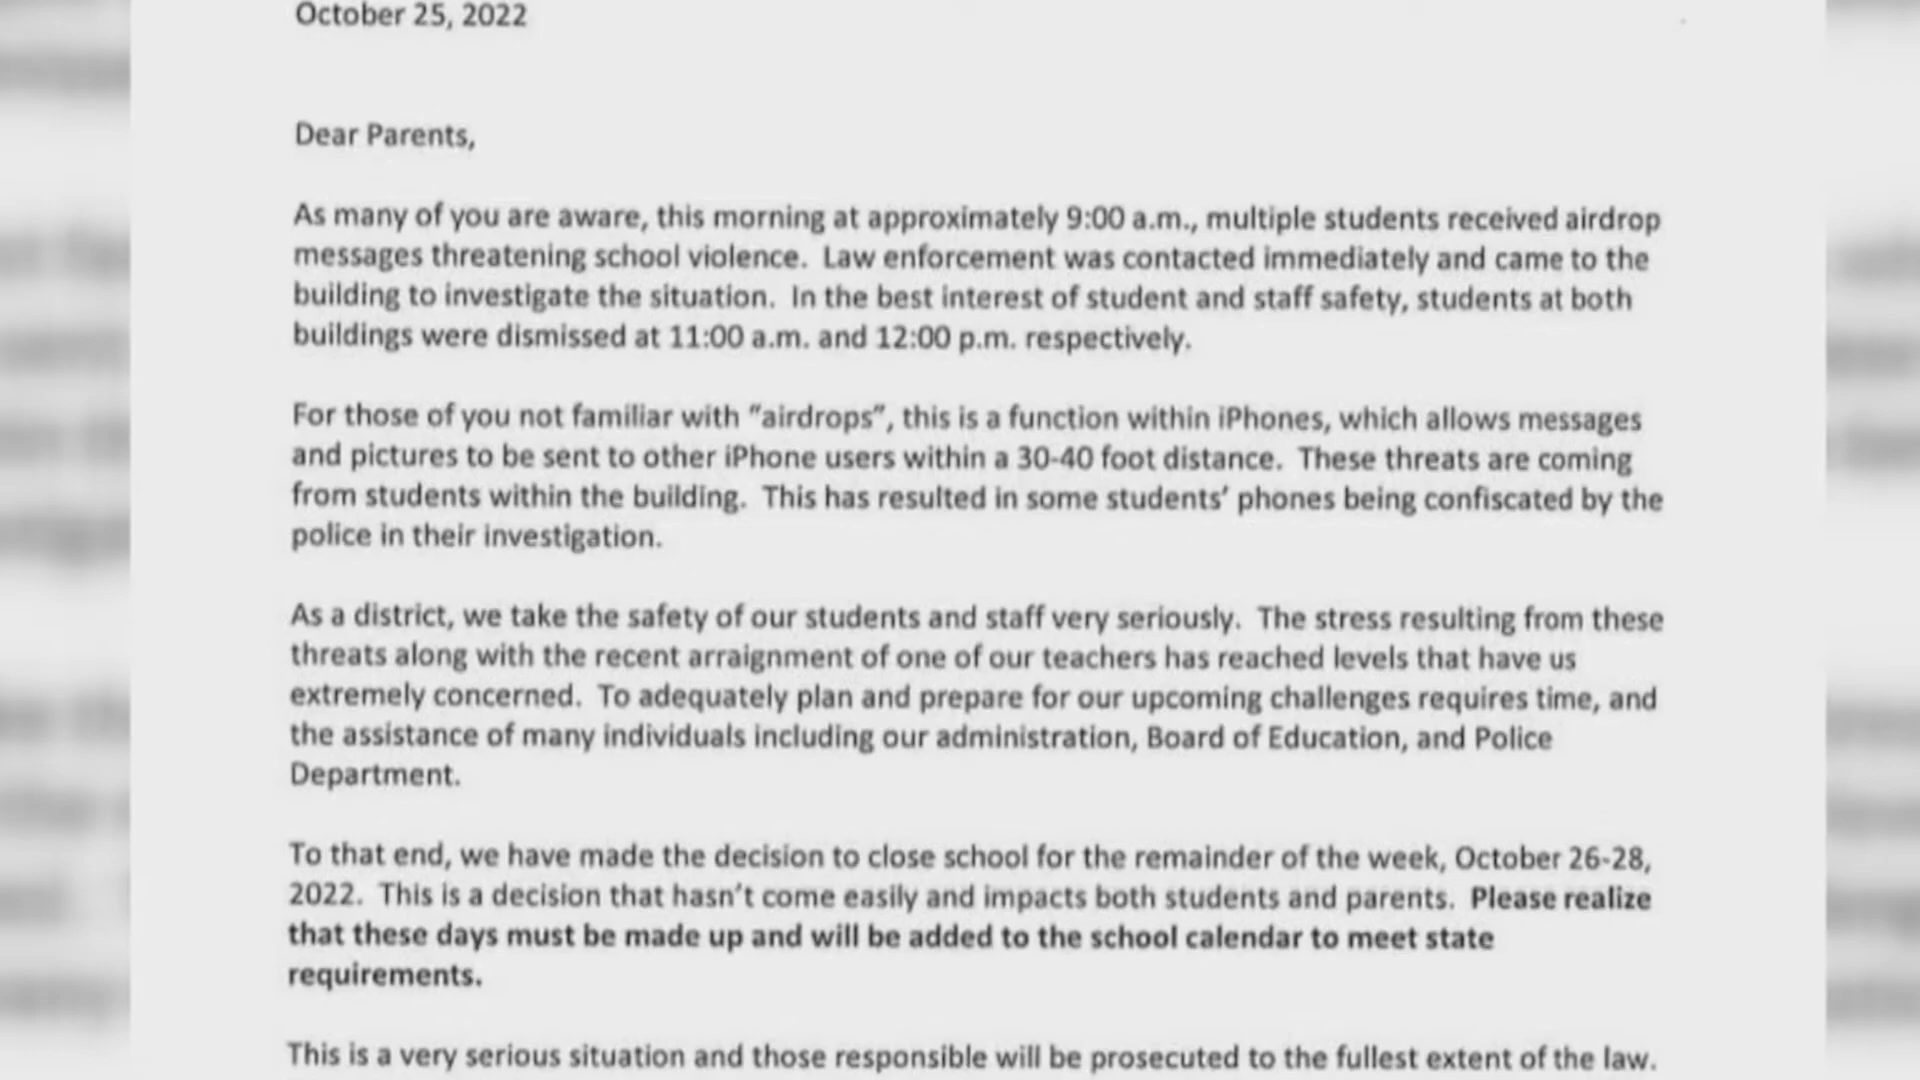 October 25, 2022
Dear Parents,
As many of you are aware, this morning at approximately 9:00 a.m., multiple students received airdrop
messages threatening school violence.  Law enforcement was contacted immediately and came to the
building to investigate the situation.  In the best interest of student and staff safety, students at both
buildings were dismissed at 11:00 a.m. and 12:00 p.m. respectively.
For those of you not familiar with "airdrops", this is a function within iPhones, which allows messages
and pictures to be sent to other iPhone users within a 30-40 foot distance.  These threats are coming
from students within the building.  This has resulted in some students' phones being confiscated by the
police in their investigation.
As a district, we take the safety of our students and staff very seriously.  The stress resulting from these
threats along with the recent arraignment of one of our teachers has reached levels that have us
extremely concerned.  To adequately plan and prepare for our upcoming challenges requires time, and
the assistance of many individuals including our administration, Board of Education, and Police
Department.
To that end, we have made the decision to close school for the remainder of the week, October 26-28,
2022.  This is a decision that hasn't come easily and impacts both students and parents.  Please realize
that these days must be made up and will be added to the school calendar to meet state
requirements.
This is a very serious situation and those responsible will be prosecuted to the fullest extent of the law.